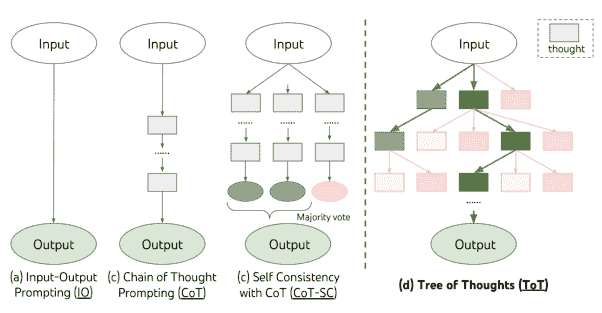 Input
Output
(a) Input-Output
Prompting (IO)
Input
......
Output
(c) Chain of Thought
Prompting (CoT)
Input
......
......
......
Majority vote
Output
(c) Self Consistency
with CoT (CoT-SC)
Input
thought
......
Output
(d) Tree of Thoughts (ToT)